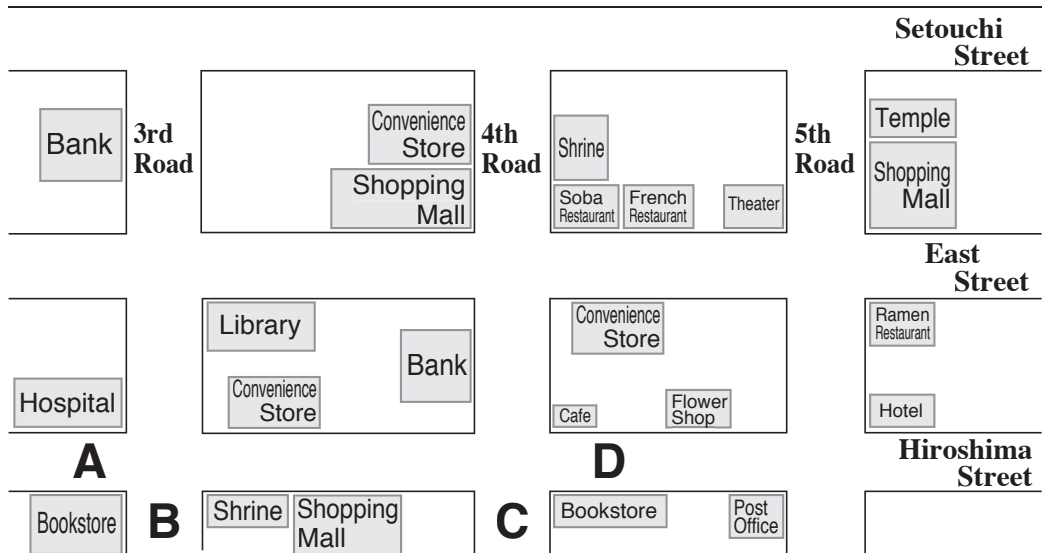 Setouchi
Street
Bank
3rd
Road
Convenience
Store
Shopping
Mall
4th
Road
Shrine
Soba
Restaurant
French
Restaurant
Theater
5th
Road
Temple
Shopping
Mall
East
Street
Hospital
Library
Convenience
Store
Bank
Convenience
Store
Cafe
Flower
Shop
Ramen
Restaurant
Hotel
A
D
Hiroshima
Street
Bookstore
B
Shrine
Shopping
Mall
C
Bookstore
Post
Office